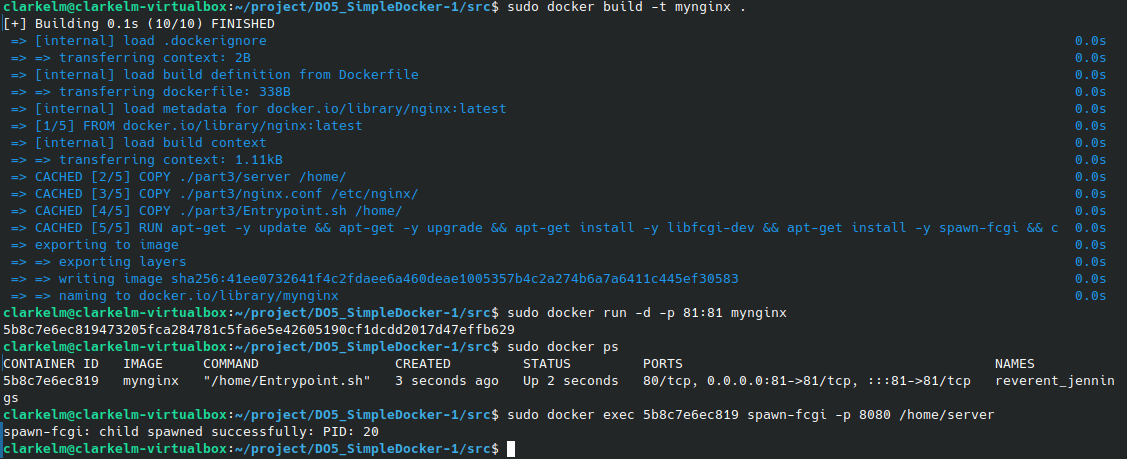 clarkelm@clarkelm-virtualbox:~/project/DO5_SimpleDocker-1/src$ sudo docker build -t mynginx .
[+] Building 0.1s (10/10) FINISHED
=> [internal] load .dockerignore 0.0s
=> => transferring context: 2B 0.0s
=> [internal] load build definition from Dockerfile 0.0s
=> => transferring dockerfile: 338B 0.0s
=> [internal] load metadata for docker.io/library/nginx:latest 0.0s
=> [1/5] FROM docker.io/library/nginx:latest 0.0s
=> [internal] load build context 0.0s
=> => transferring context: 1.11kB 0.0s
=> CACHED [2/5] COPY ./part3/server /home/ 0.0s
=> CACHED [3/5] COPY ./part3/nginx.conf /etc/nginx/ 0.0s
=> CACHED [4/5] COPY ./part3/Entrypoint.sh /home/ 0.0s
=> CACHED [5/5] RUN apt-get -y update && apt-get -y upgrade && apt-get install -y libfcgi-dev && apt-get install -y spawn-fcgi && c 0.0s
=> exporting to image 0.0s
=> => exporting layers 0.0s
=> => writing image sha256:41ee0732641f4c2fdaee6a460deae1005357b4c2a274b6a7a6411c445ef30583 0.0s
=> => naming to docker.io/library/mynginx 0.0s
clarkelm@clarkelm-virtualbox:~/project/DO5_SimpleDocker-1/src$ sudo docker run -d -p 81:81 mynginx
5b8c7e6ec819473205fca284781c5fa6e5e42605190cf1dcdd2017d47effb629
clarkelm@clarkelm-virtualbox:~/project/DO5_SimpleDocker-1/src$ sudo docker ps
CONTAINER ID IMAGE COMMAND CREATED STATUS PORTS NAMES
5b8c7e6ec819 mynginx "/home/Entrypoint.sh" 3 seconds ago Up 2 seconds 80/tcp, 0.0.0.0:81->81/tcp, :::81->81/tcp reverent_jennin
gs
clarkelm@clarkelm-virtualbox:~/project/DO5_SimpleDocker-1/src$ sudo docker exec 5b8c7e6ec819 spawn-fcgi -p 8080 /home/server
spawn-fcgi: child spawned successfully: PID: 20
clarkelm@clarkelm-virtualbox:~/project/DO5_SimpleDocker-1/src$